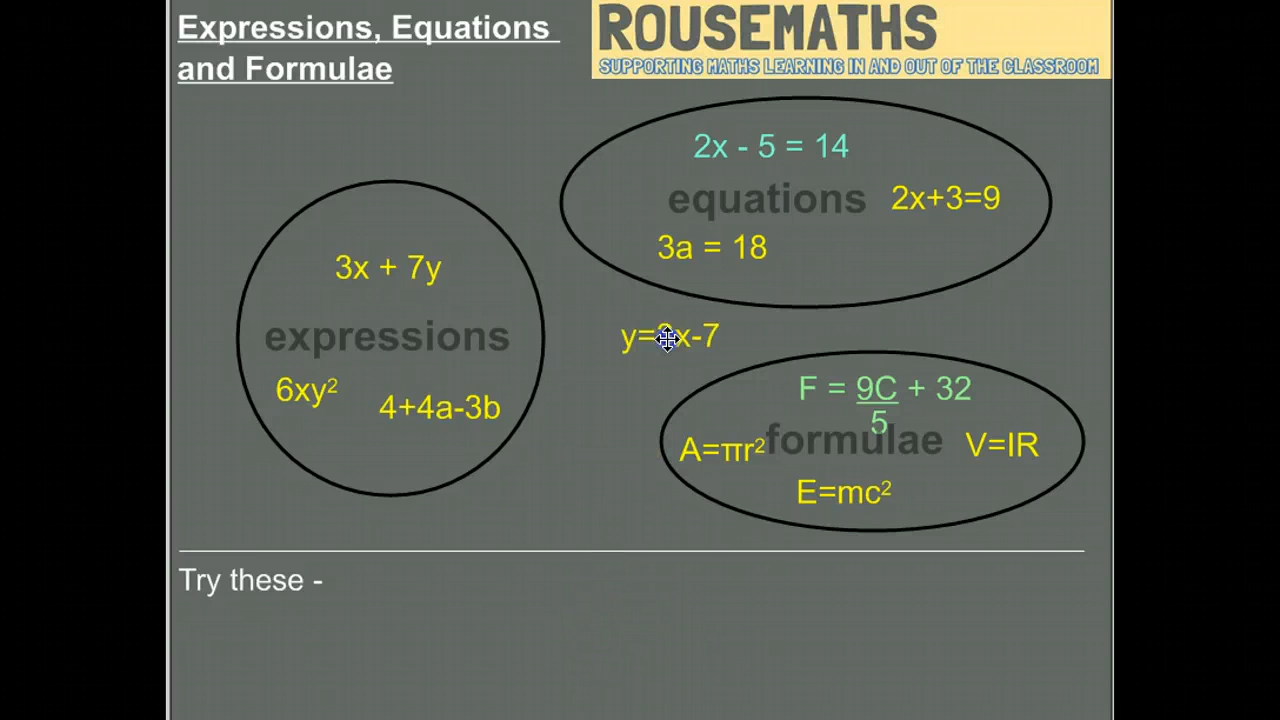 Expressions, Equations
and Formulae
ROUSEMATHS
SUPPORTING MATHS LEARNING IN AND OUT OF THE CLASSROOM
2x - 5 = 14
equations 2x+3=9
3a = 18
3x + 7y
expressions
6xy²
4+4a-3b
F = 9C + 32
5
A=πr² formulae V=IR
E=mc²
Try these -